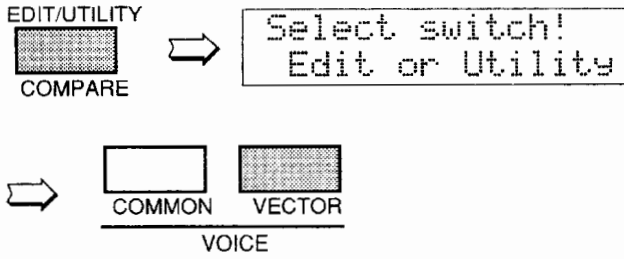 EDIT/UTILITY
COMPARE
Select switch!
Edit or Utility
COMMON
VECTOR
VOICE